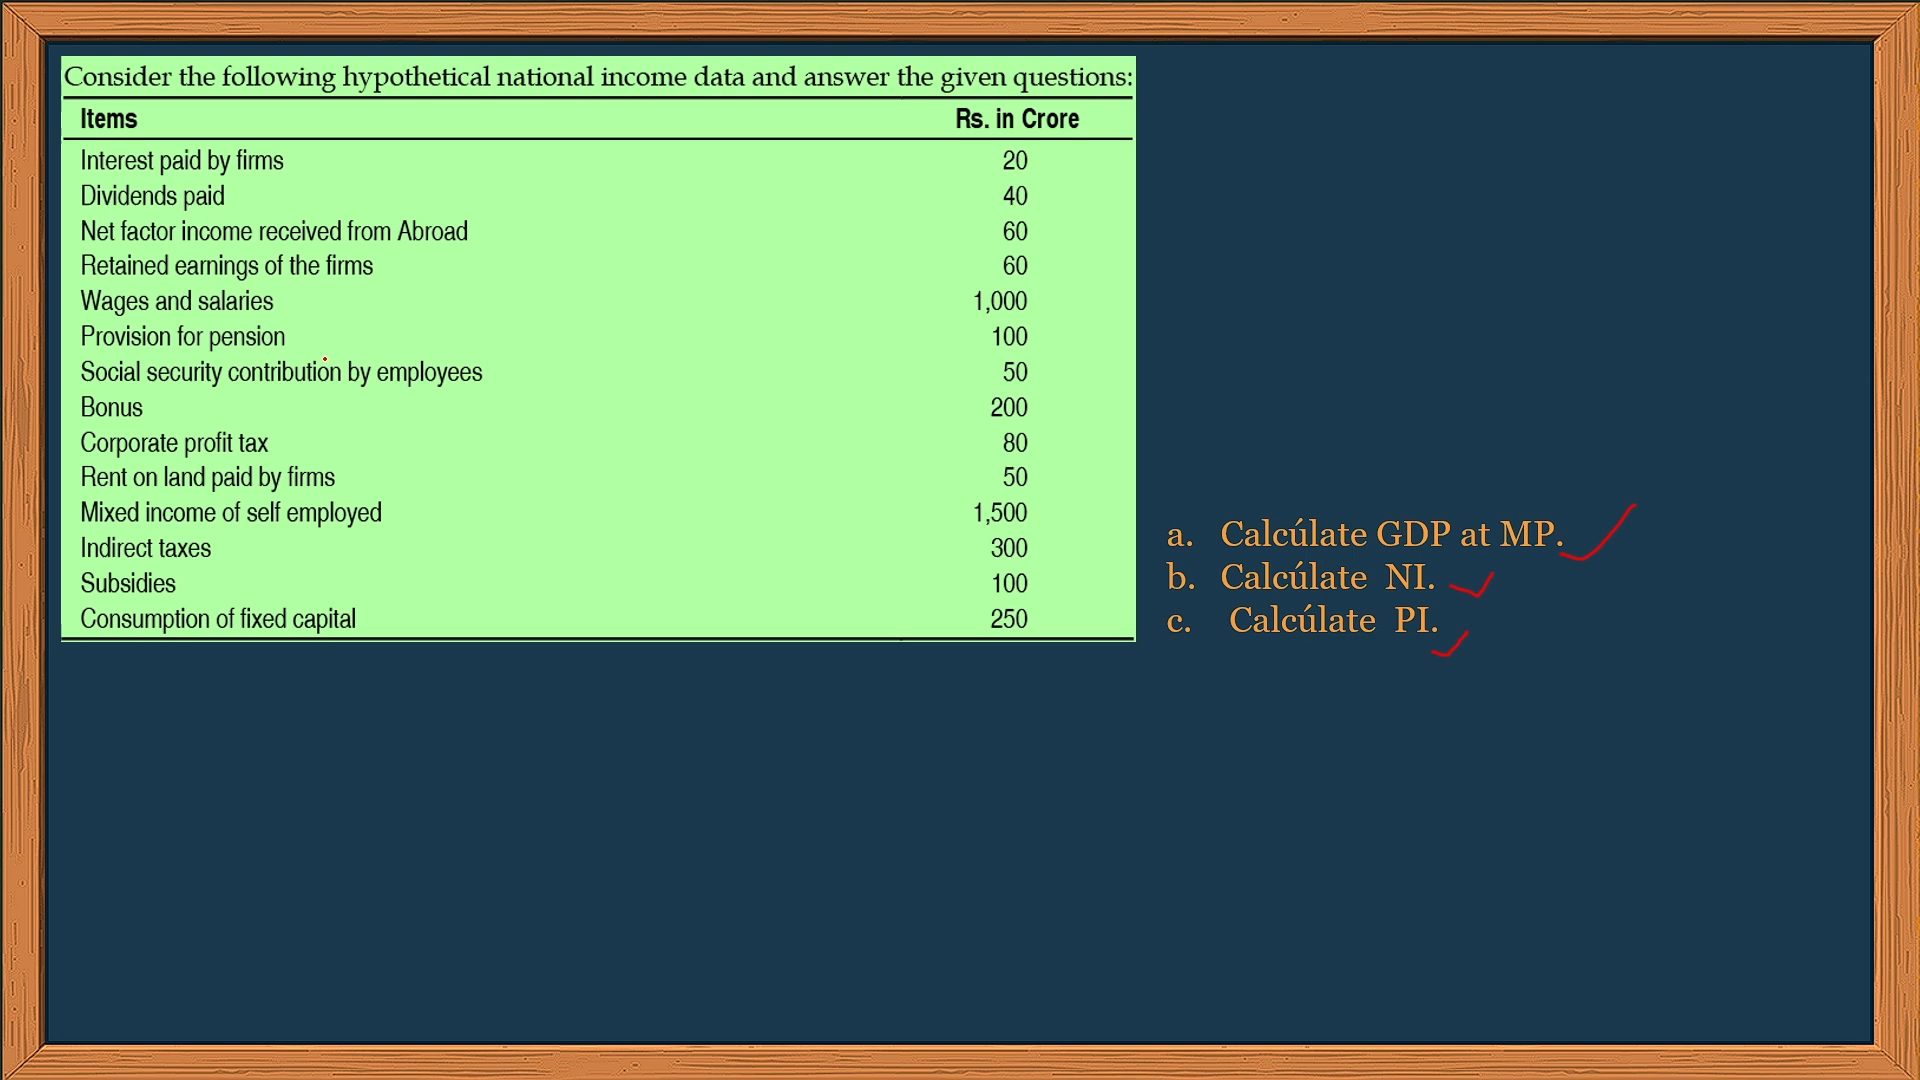 Consider the following hypothetical national income data and answer the given questions:
Items Rs. in Crore
Interest paid by firms 20
Dividends paid 40
Net factor income received from Abroad 60
Retained earnings of the firms 60
Wages and salaries 1,000
Provision for pension 100
Social security contribution by employees 50
Bonus 200
Corporate profit tax 80
Rent on land paid by firms 50
Mixed income of self employed 1,500
Indirect taxes 300
Subsidies 100
Consumption of fixed capital 250
a. Calcúlate GDP at MP.
b. Calcúlate NI.
c. Calcúlate PI.